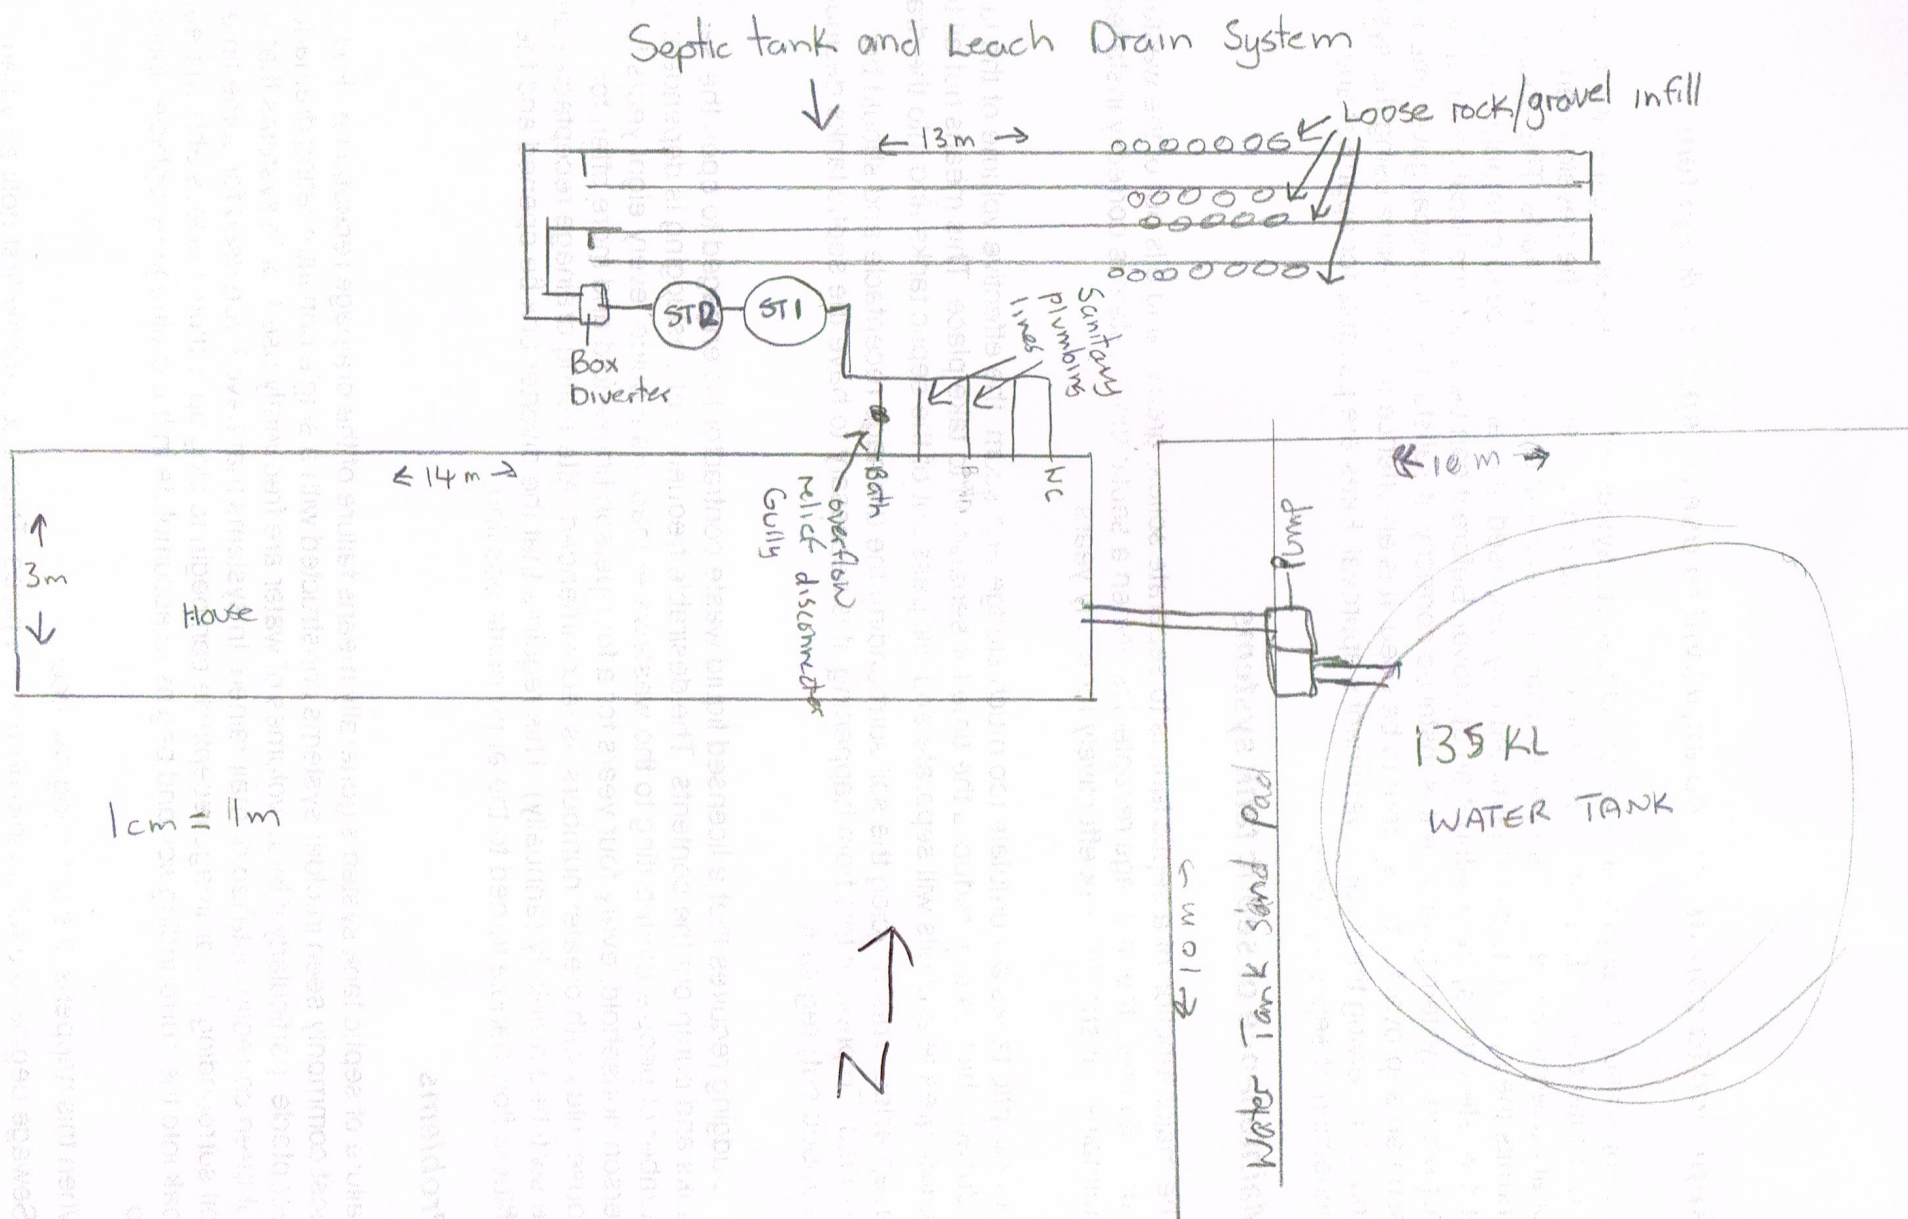 Septic tank and Leach Drain System
Loose rock/gravel infill
13m
ST2
ST1
Box
Diverter
Sanitary
plumbing
lines
14m
Bath
WC
overflow
relief disconnector
Gully
3m
House
1cm = 1m
N
10m
Pump
10m
Water Tank Sand Pad
135 KL
WATER TANK